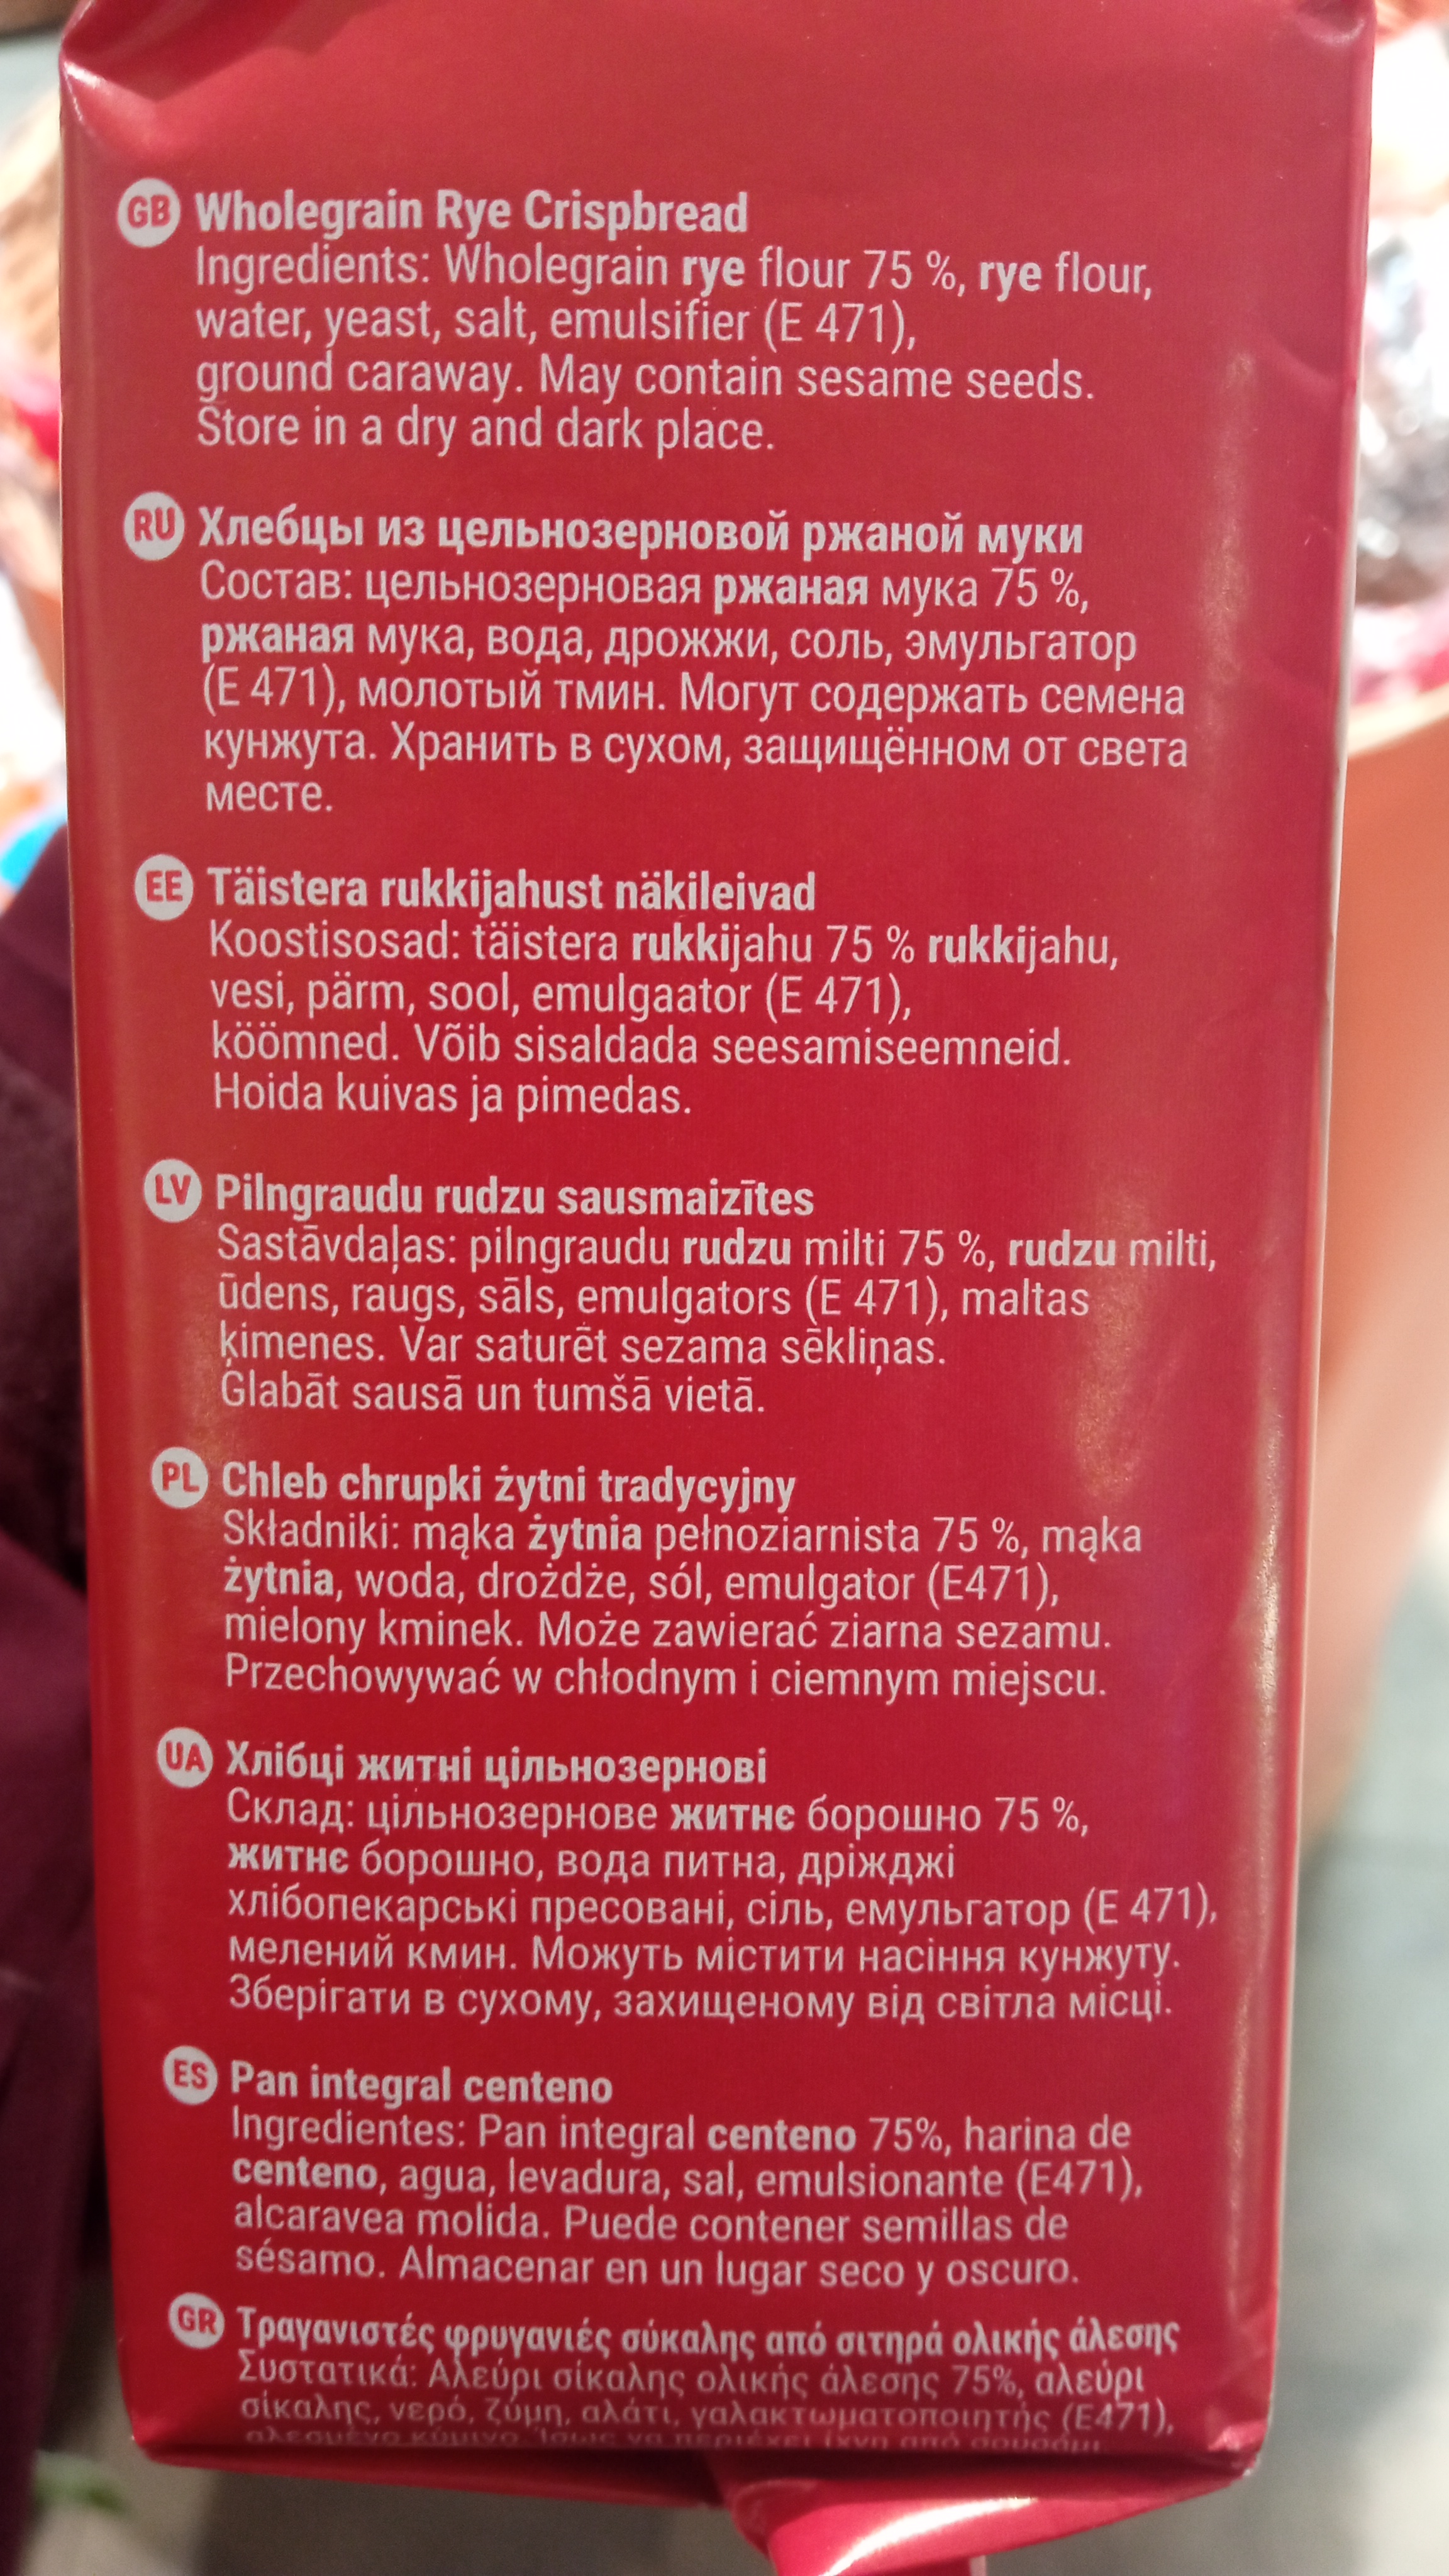 GB Wholegrain Rye Crispbread
Ingredients: Wholegrain rye flour 75 %, rye flour,
water, yeast, salt, emulsifier (E 471),
ground caraway. May contain sesame seeds.
Store in a dry and dark place.
RU Хлебцы из цельнозерновой ржаной муки
Состав: цельнозерновая ржаная мука 75 %,
ржаная мука, вода, дрожжи, соль, эмульгатор
(Е 471), молотый тмин. Могут содержать семена
кунжута. Хранить в сухом, защищённом от света
месте.
EE Täistera rukkijahust näkileivad
Koostisosad: täistera rukkijahu 75 % rukkijahu,
vesi, pärm, sool, emulgaator (E 471),
köömned. Võib sisaldada seesamiseemneid.
Hoida kuivas ja pimedas.
LV Pilngraudu rudzu sausmaizītes
Sastāvdaļas: pilngraudu rudzu milti 75 %, rudzu milti,
ūdens, raugs, sāls, emulgators (E 471), maltas
ķimenes. Var saturēt sezama sēkliņas.
Glabāt sausā un tumšā vietā.
PL Chleb chrupki żytni tradycyjny
Składniki: mąka żytnia pełnoziarnista 75 %, mąka
żytnia, woda, drożdże, sól, emulgator (E471),
mielony kminek. Może zawierać ziarna sezamu.
Przechowywać w chłodnym i ciemnym miejscu.
UA Хлібці житні цільнозернові
Склад: цільнозернове житнє борошно 75 %,
житнє борошно, вода питна, дріжджі
хлібопекарські пресовані, сіль, емульгатор (Е 471),
мелений кмин. Можуть містити насіння кунжуту.
Зберігати в сухому, захищеному від світла місці.
ES Pan integral centeno
Ingredientes: Pan integral centeno 75%, harina de
centeno, agua, levadura, sal, emulsionante (E471),
alcaravea molida. Puede contener semillas de
sésamo. Almacenar en un lugar seco y oscuro.
GR Τραγανιστές φρυγανιές σύκαλης από σιτηρά ολικής άλεσης
Συστατικά: Αλεύρι σίκαλης ολικής άλεσης 75%, αλεύρι
σίκαλης, νερό, ζύμη, αλάτι, γαλακτωματοποιητής (E471),
αλεσμένο κύμινο. Ίσως να περιέχει ίχνη από σουσάμι